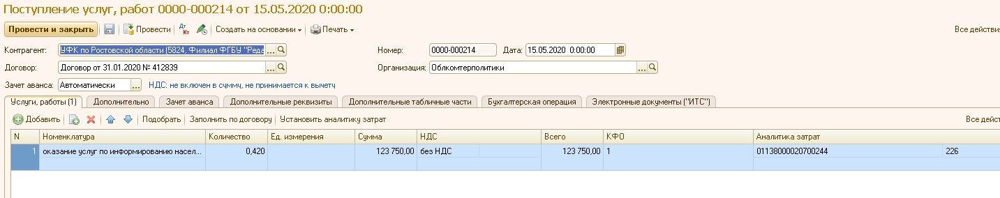 Поступление услуг, работ 0000-000214 от 15.05.2020 0:00:00
Провести и закрыть Провести Дт Кт Создать на основании Печать Все действия
Контрагент: УФК по Ростовской области (5824, Филиал ФГБУ "Реда ... Номер: 0000-000214 Дата: 15.05.2020 0:00:00
Договор: Договор от 31.01.2020 № 412839 ... Организация: Облкомтерполитики ...
Зачет аванса: Автоматически ... НДС: не включен в сумму, не принимается к вычету
Услуги, работы (1) Дополнительно Зачет аванса Дополнительные реквизиты Дополнительные табличные части Бухгалтерская операция Электронные документы ("ИТС")
Добавить Подобрать Заполнить по договору Установить аналитику затрат Все дейст
N Номенклатура Количество Ед. измерения Сумма НДС Всего КФО Аналитика затрат
1 оказание услуг по информированию насел... 0,420 123 750,00 без НДС 123 750,00 1 01138000020700244 226